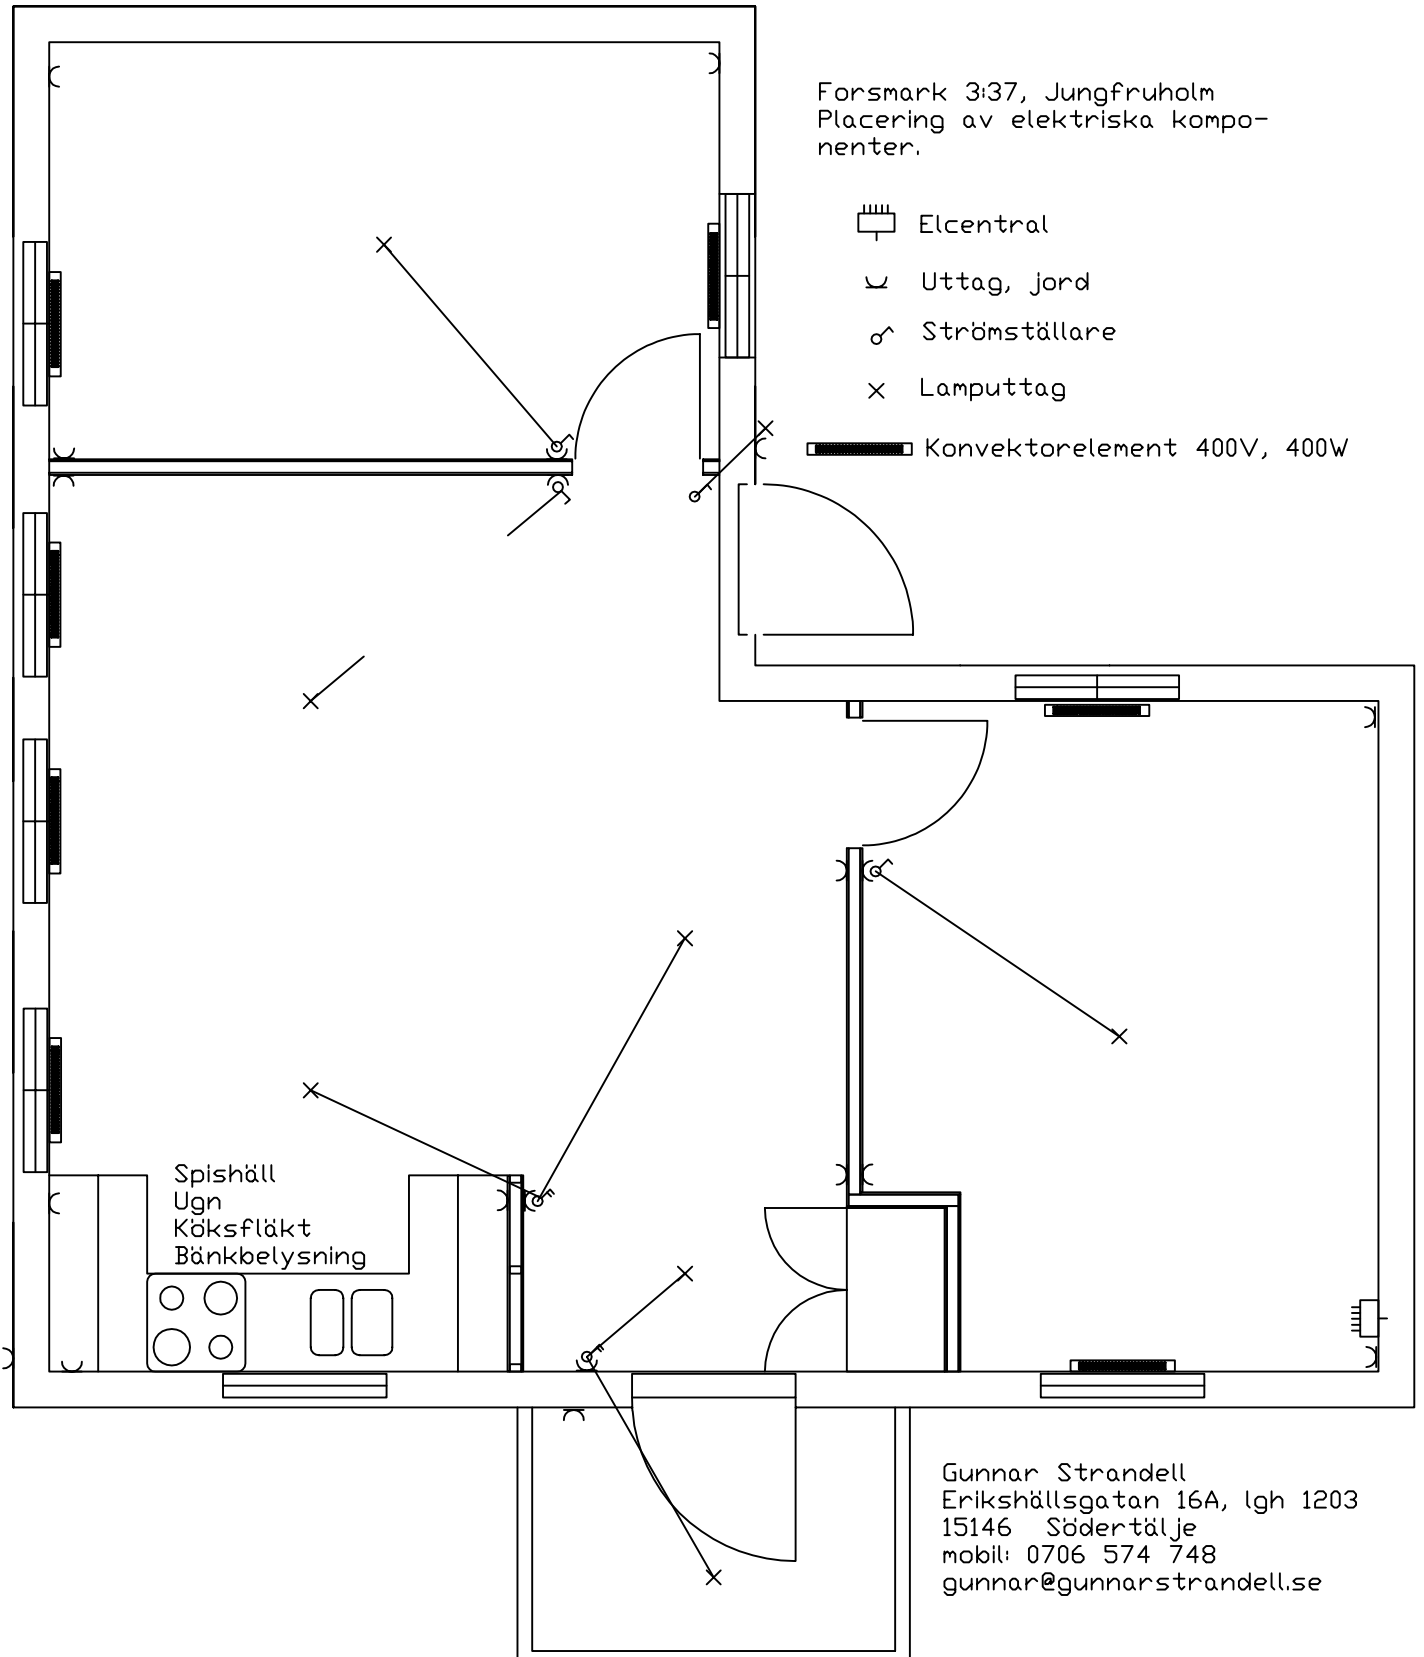 Forsmark 3:37, Jungfruholm
Placering av elektriska kompo-
nenter.
Elcentral
Uttag, jord
Strömställare
Lamputtag
Konvektorelement 400V, 400W
Spishäll
Ugn
Köksfläkt
Bänkbelysning
Gunnar Strandell
Erikshällsgatan 16A, lgh 1203
15146 Södertälje
mobil: 0706 574 748
gunnar@gunnarstrandell.se